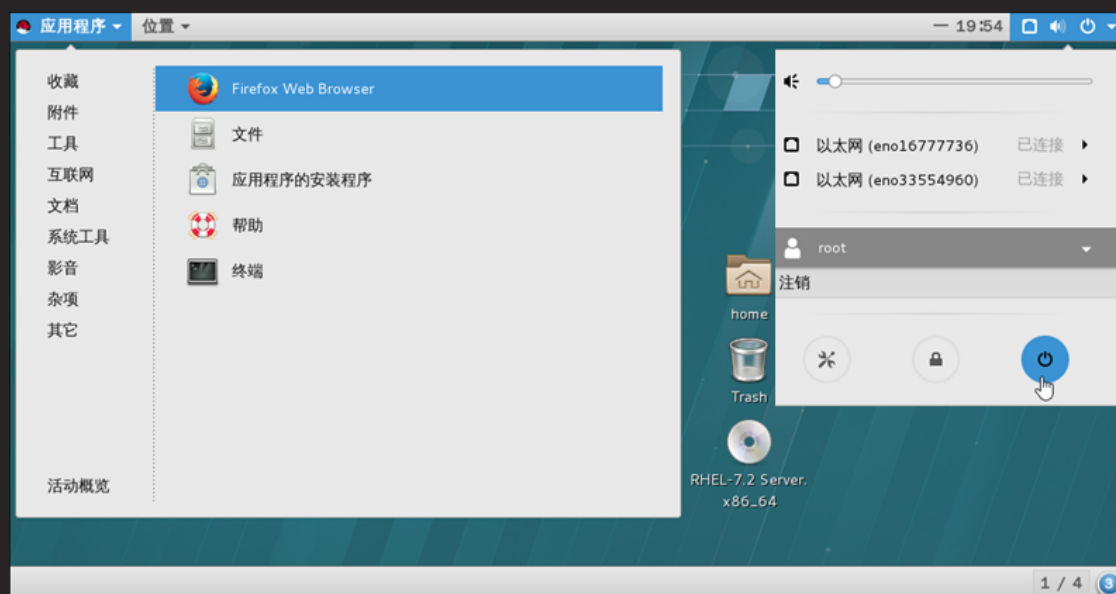 应用程序 位置 一 19:54
收藏
附件
工具
互联网
文档
系统工具
影音
杂项
其它
活动概览
Firefox Web Browser
文件
应用程序的安装程序
帮助
终端
以太网 (eno16777736) 已连接
以太网 (eno33554960) 已连接
root
注销
home
Trash
RHEL-7.2 Server.
x86_64
1 / 4 3